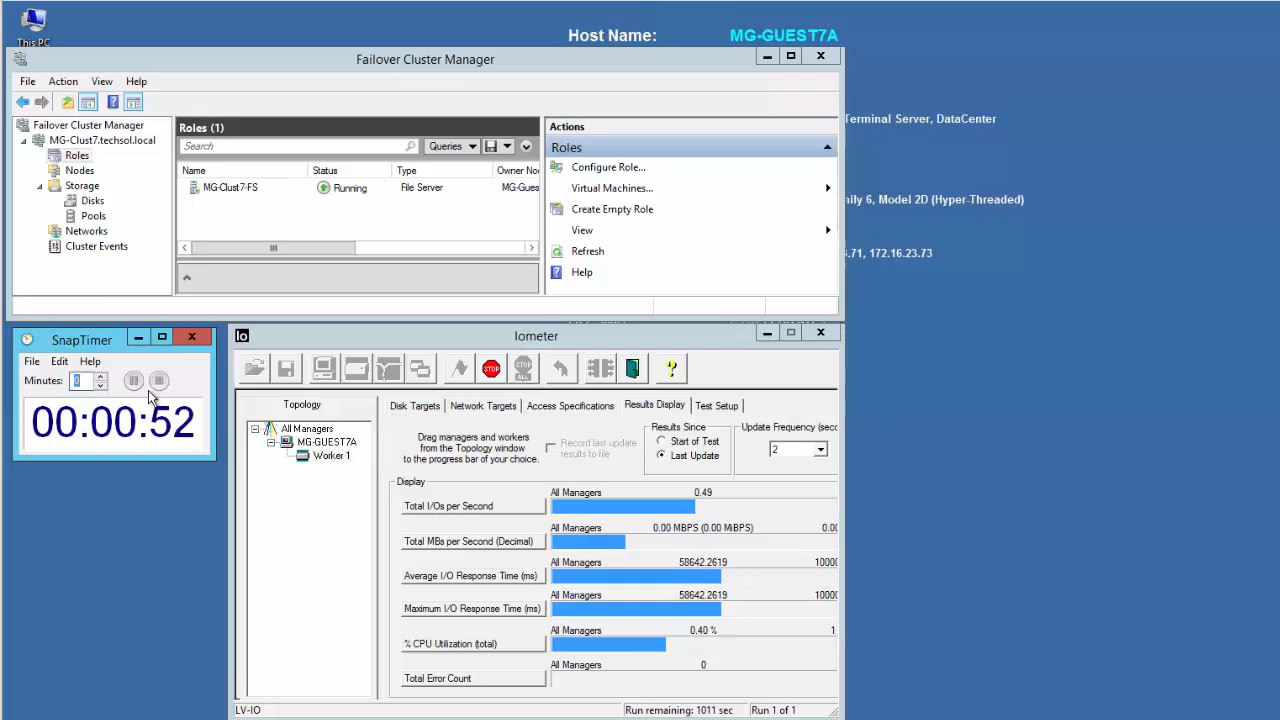 This PC
Host Name: MG-GUEST7A
Failover Cluster Manager
File Action View Help
Failover Cluster Manager
MG-Clust7.techsol.local
Roles
Nodes
Storage
Disks
Pools
Networks
Cluster Events
Roles (1)
Search
Queries
Name Status Type Owner No
MG-Clust7-FS Running File Server MG-Gues
Actions
Roles
Configure Role...
Virtual Machines...
Create Empty Role
View
Refresh
Help
Terminal Server, DataCenter
ily 6, Model 2D (Hyper-Threaded)
.71, 172.16.23.73
SnapTimer
File Edit Help
Minutes: 0
00:00:52
Io Iometer
STOP
STOP ALL
?
Topology
All Managers
MG-GUEST7A
Worker 1
Disk Targets Network Targets Access Specifications Results Display Test Setup
Drag managers and workers
from the Topology window
to the progress bar of your choice.
Record last update
results to file
Results Since
Start of Test
Last Update
Update Frequency (sec
2
Display
All Managers 0.49
Total I/Os per Second
All Managers 0.00 MBPS (0.00 MiBPS) 0.00
Total MBs per Second (Decimal)
All Managers 58642.2619 10000
Average I/O Response Time (ms)
All Managers 58642.2619 10000
Maximum I/O Response Time (ms)
All Managers 0.40 % 1
% CPU Utilization (total)
All Managers 0
Total Error Count
LV-IO
Run remaining: 1011 sec
Run 1 of 1